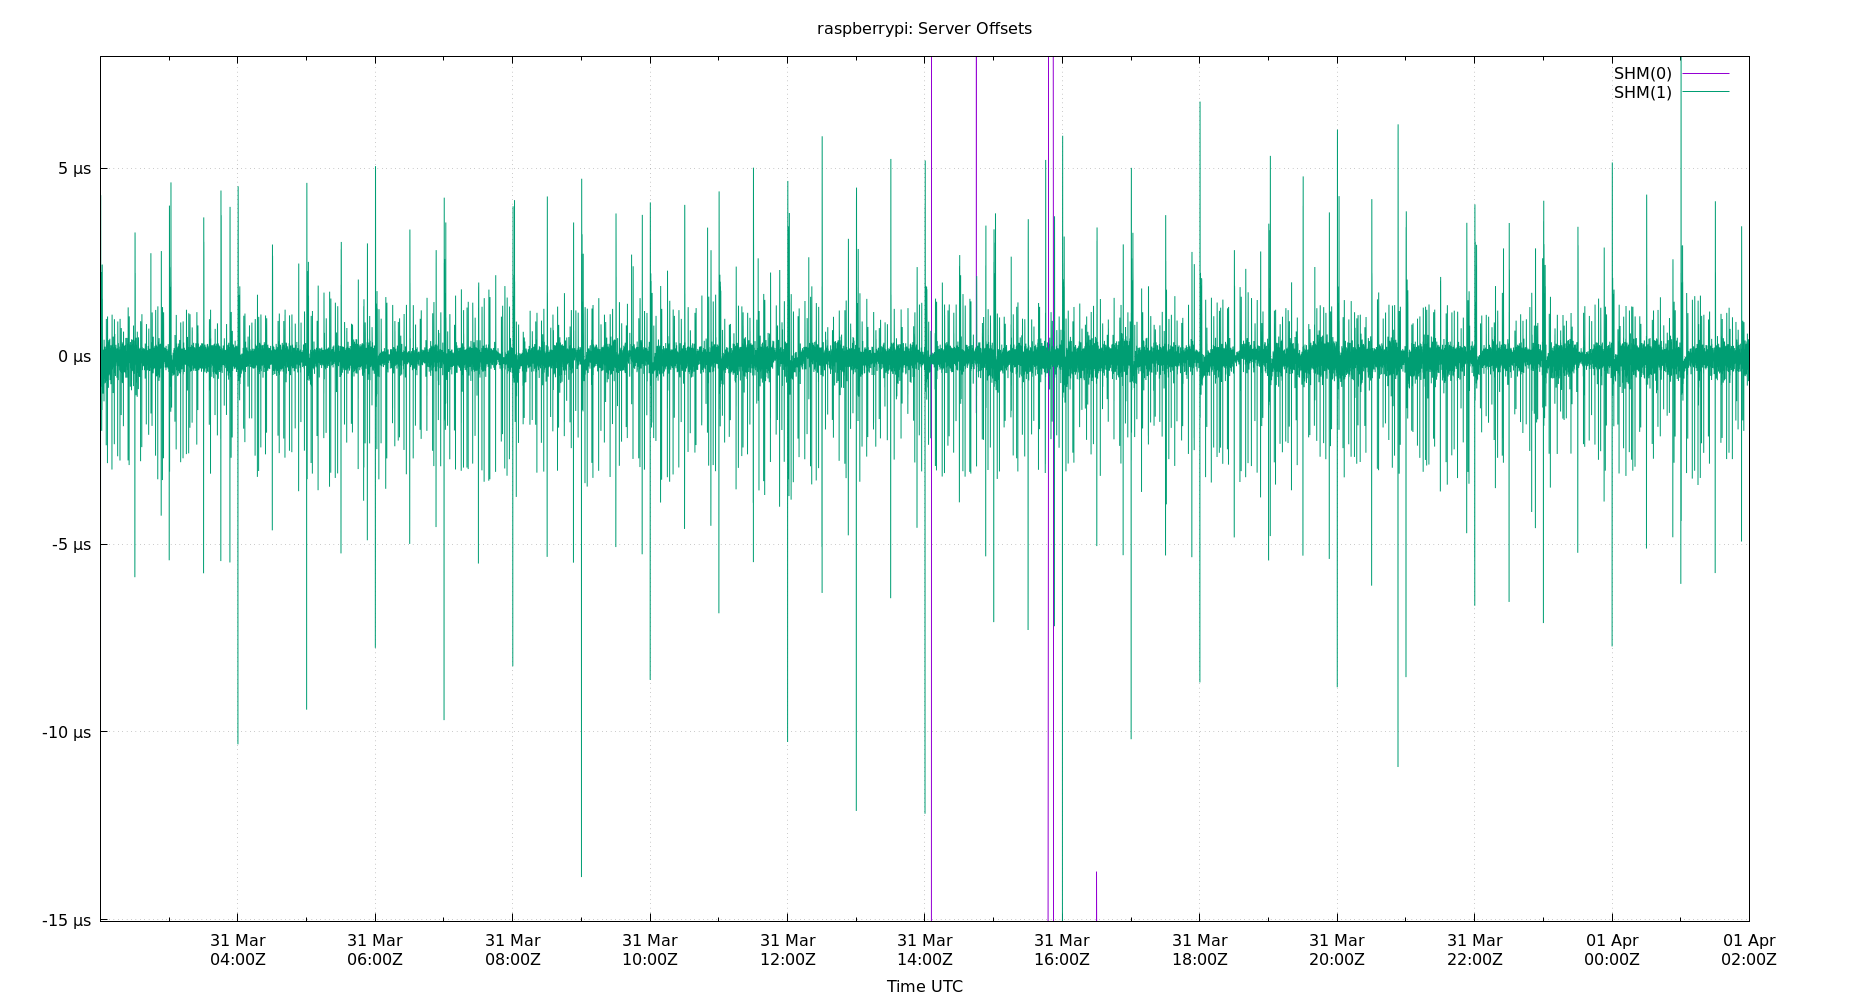 raspberrypi: Server Offsets
SHM(0)
SHM(1)
5 µs
0 µs
-5 µs
-10 µs
-15 µs
31 Mar 31 Mar 31 Mar 31 Mar 31 Mar 31 Mar 31 Mar 31 Mar 31 Mar 31 Mar 01 Apr 01 Apr
04:00Z 06:00Z 08:00Z 10:00Z 12:00Z 14:00Z 16:00Z 18:00Z 20:00Z 22:00Z 00:00Z 02:00Z
Time UTC